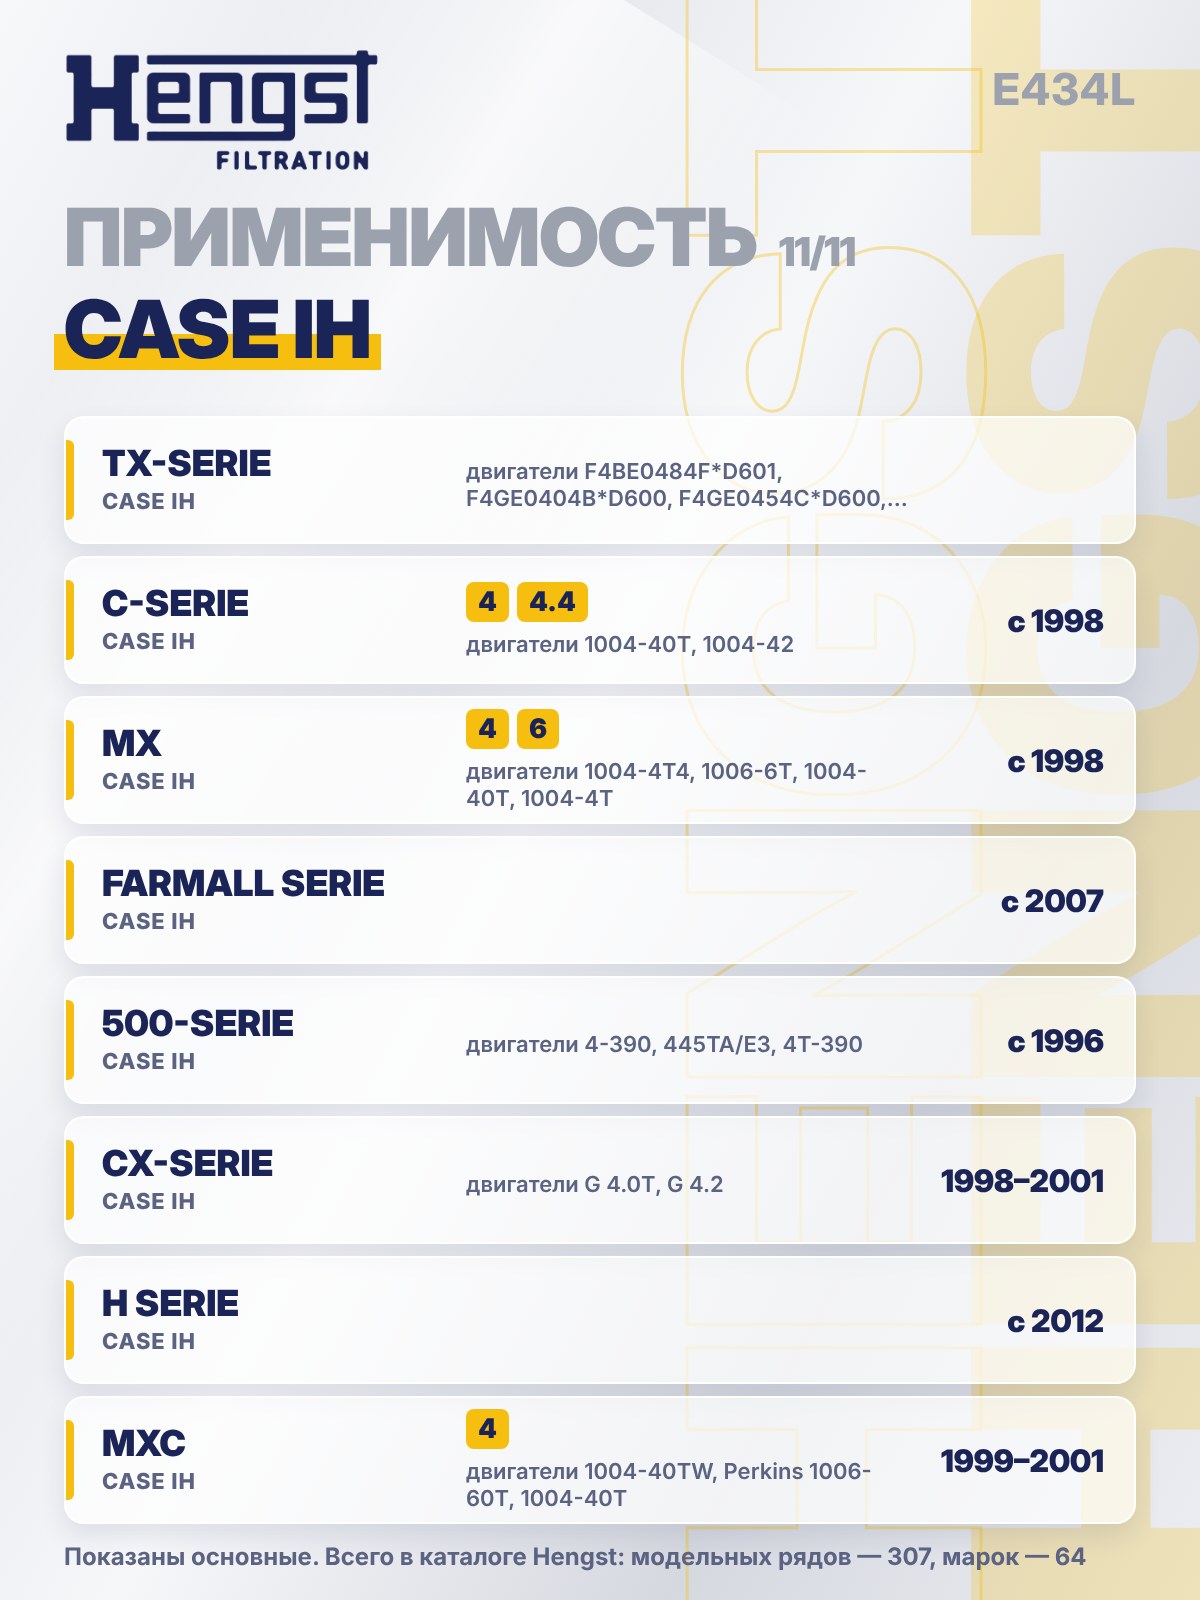 Hengst
FILTRATION
E434L
ПРИМЕНИМОСТЬ 11/11
CASE IH
TX-SERIE
CASE IH
двигатели F4BE0484F*D601,
F4GE0404B*D600, F4GE0454C*D600,...
C-SERIE
CASE IH
4 4.4
двигатели 1004-40T, 1004-42
с 1998
MX
CASE IH
4 6
двигатели 1004-4T4, 1006-6T, 1004-
40T, 1004-4T
с 1998
FARMALL SERIE
CASE IH
с 2007
500-SERIE
CASE IH
двигатели 4-390, 445TA/E3, 4T-390
с 1996
CX-SERIE
CASE IH
двигатели G 4.0T, G 4.2
1998–2001
H SERIE
CASE IH
с 2012
MXC
CASE IH
4
двигатели 1004-40TW, Perkins 1006-
60T, 1004-40T
1999–2001
Показаны основные. Всего в каталоге Hengst: модельных рядов — 307, марок — 64
HENGST
HENGST